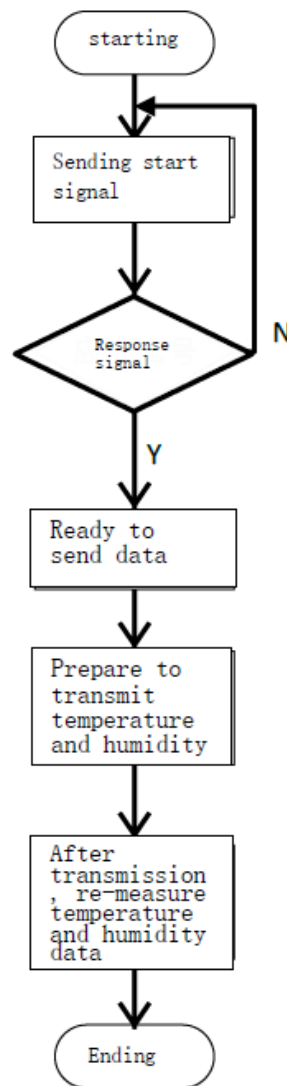 starting
Sending start
signal
Response
signal
N
Y
Ready to
send data
Prepare to
transmit
temperature
and humidity
After
transmission
, re-measure
temperature
and humidity
data
Ending